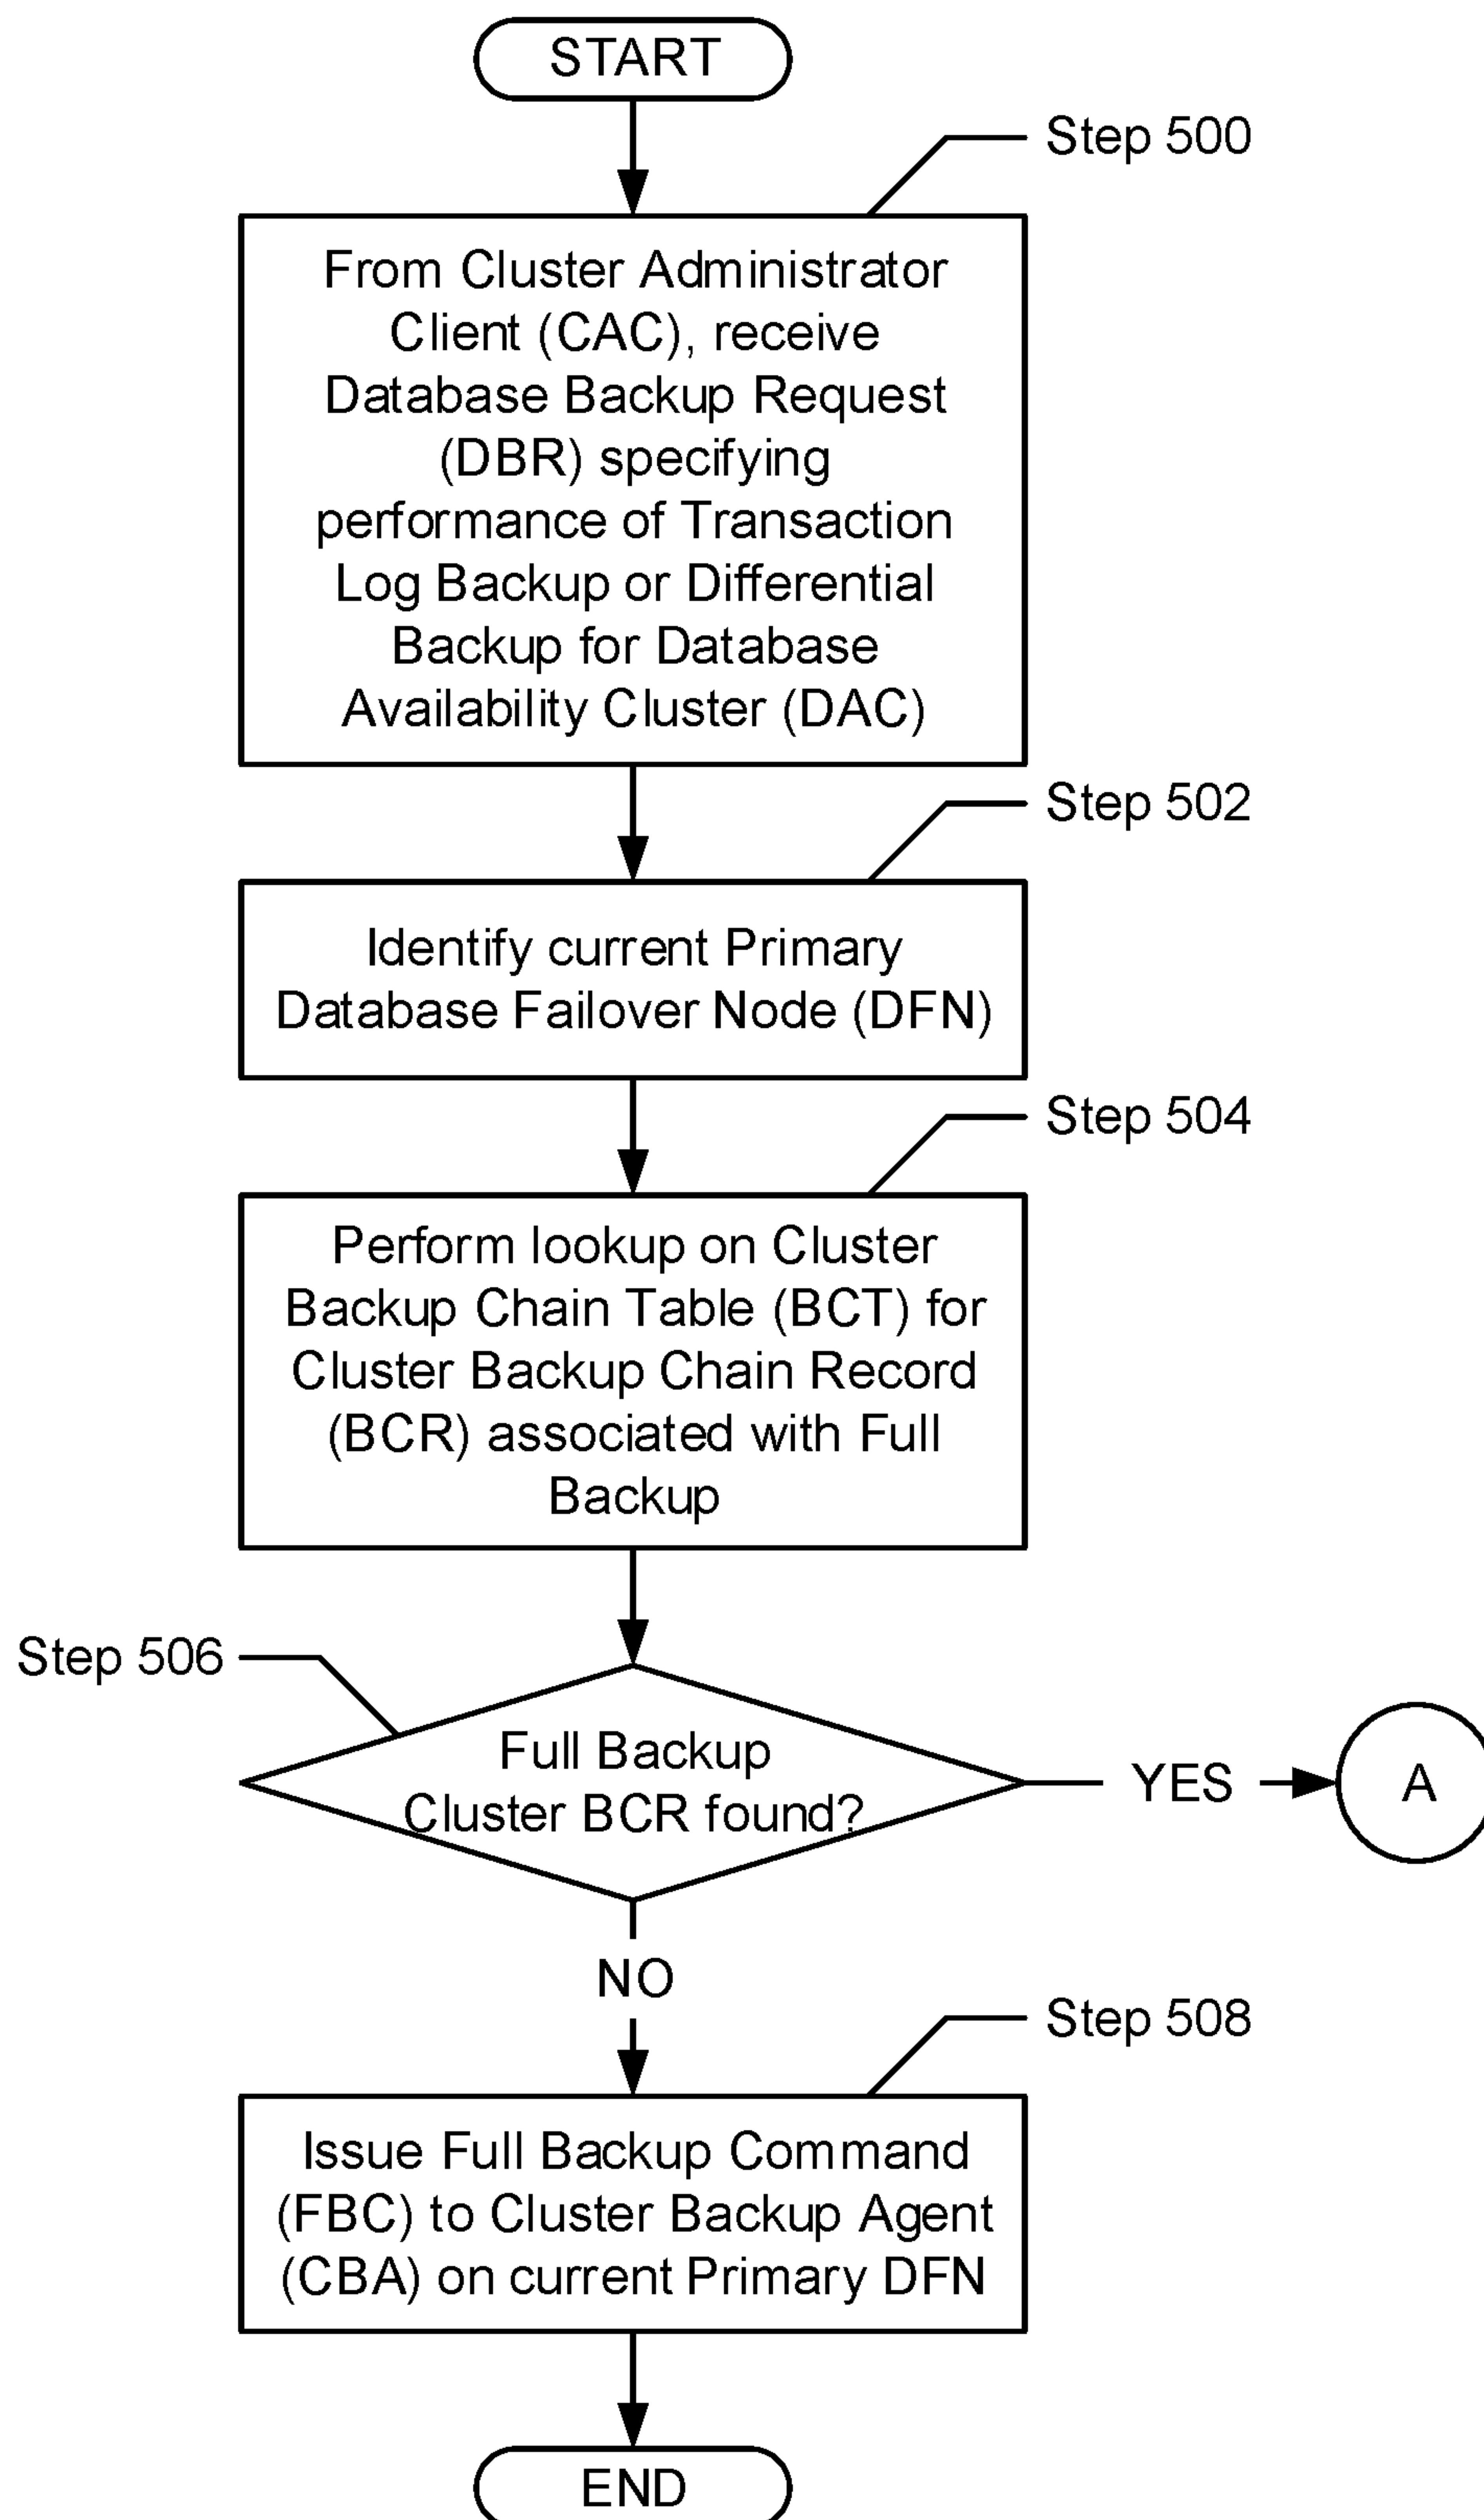 START
Step 500
From Cluster Administrator
Client (CAC), receive
Database Backup Request
(DBR) specifying
performance of Transaction
Log Backup or Differential
Backup for Database
Availability Cluster (DAC)
Step 502
Identify current Primary
Database Failover Node (DFN)
Step 504
Perform lookup on Cluster
Backup Chain Table (BCT) for
Cluster Backup Chain Record
(BCR) associated with Full
Backup
Step 506
Full Backup
Cluster BCR found?
YES
A
NO
Step 508
Issue Full Backup Command
(FBC) to Cluster Backup Agent
(CBA) on current Primary DFN
END